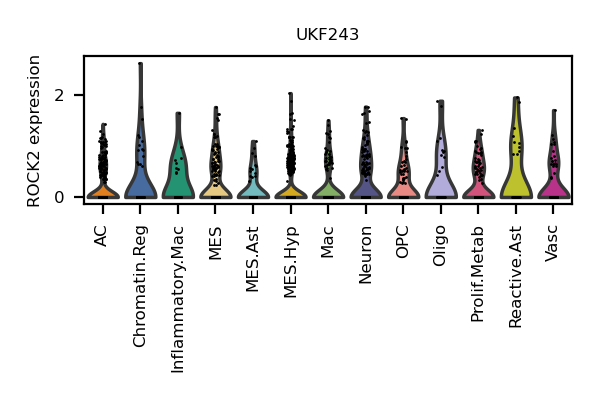 UKF243
ROCK2 expression
2
0
AC
Chromatin.Reg
Inflammatory.Mac
MES
MES.Ast
MES.Hyp
Mac
Neuron
OPC
Oligo
Prolif.Metab
Reactive.Ast
Vasc